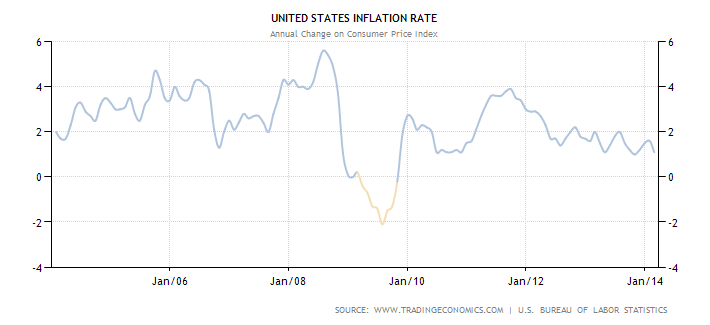 UNITED STATES INFLATION RATE
Annual Change on Consumer Price Index
6 6
4 4
2 2
0 0
-2 -2
-4 -4
Jan/06 Jan/08 Jan/10 Jan/12 Jan/14
SOURCE: WWW.TRADINGECONOMICS.COM | U.S. BUREAU OF LABOR STATISTICS